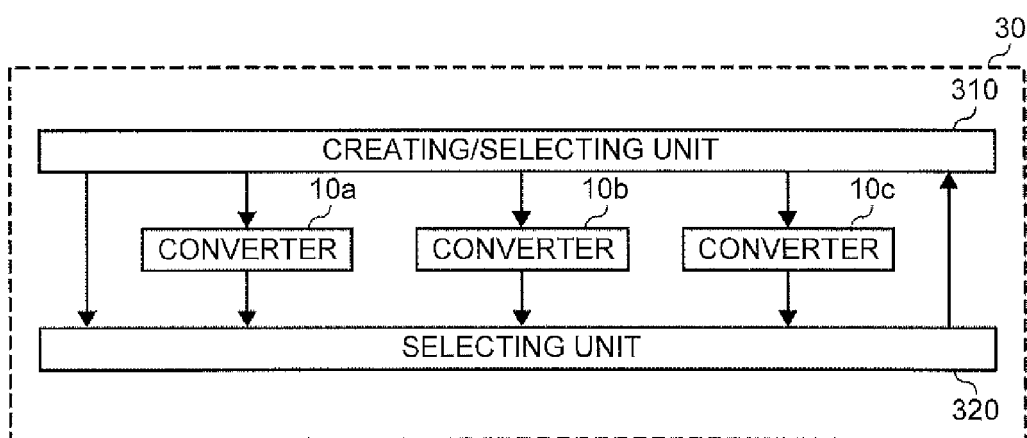 30
310
CREATING/SELECTING UNIT
10a
10b
10c
CONVERTER
CONVERTER
CONVERTER
SELECTING UNIT
320